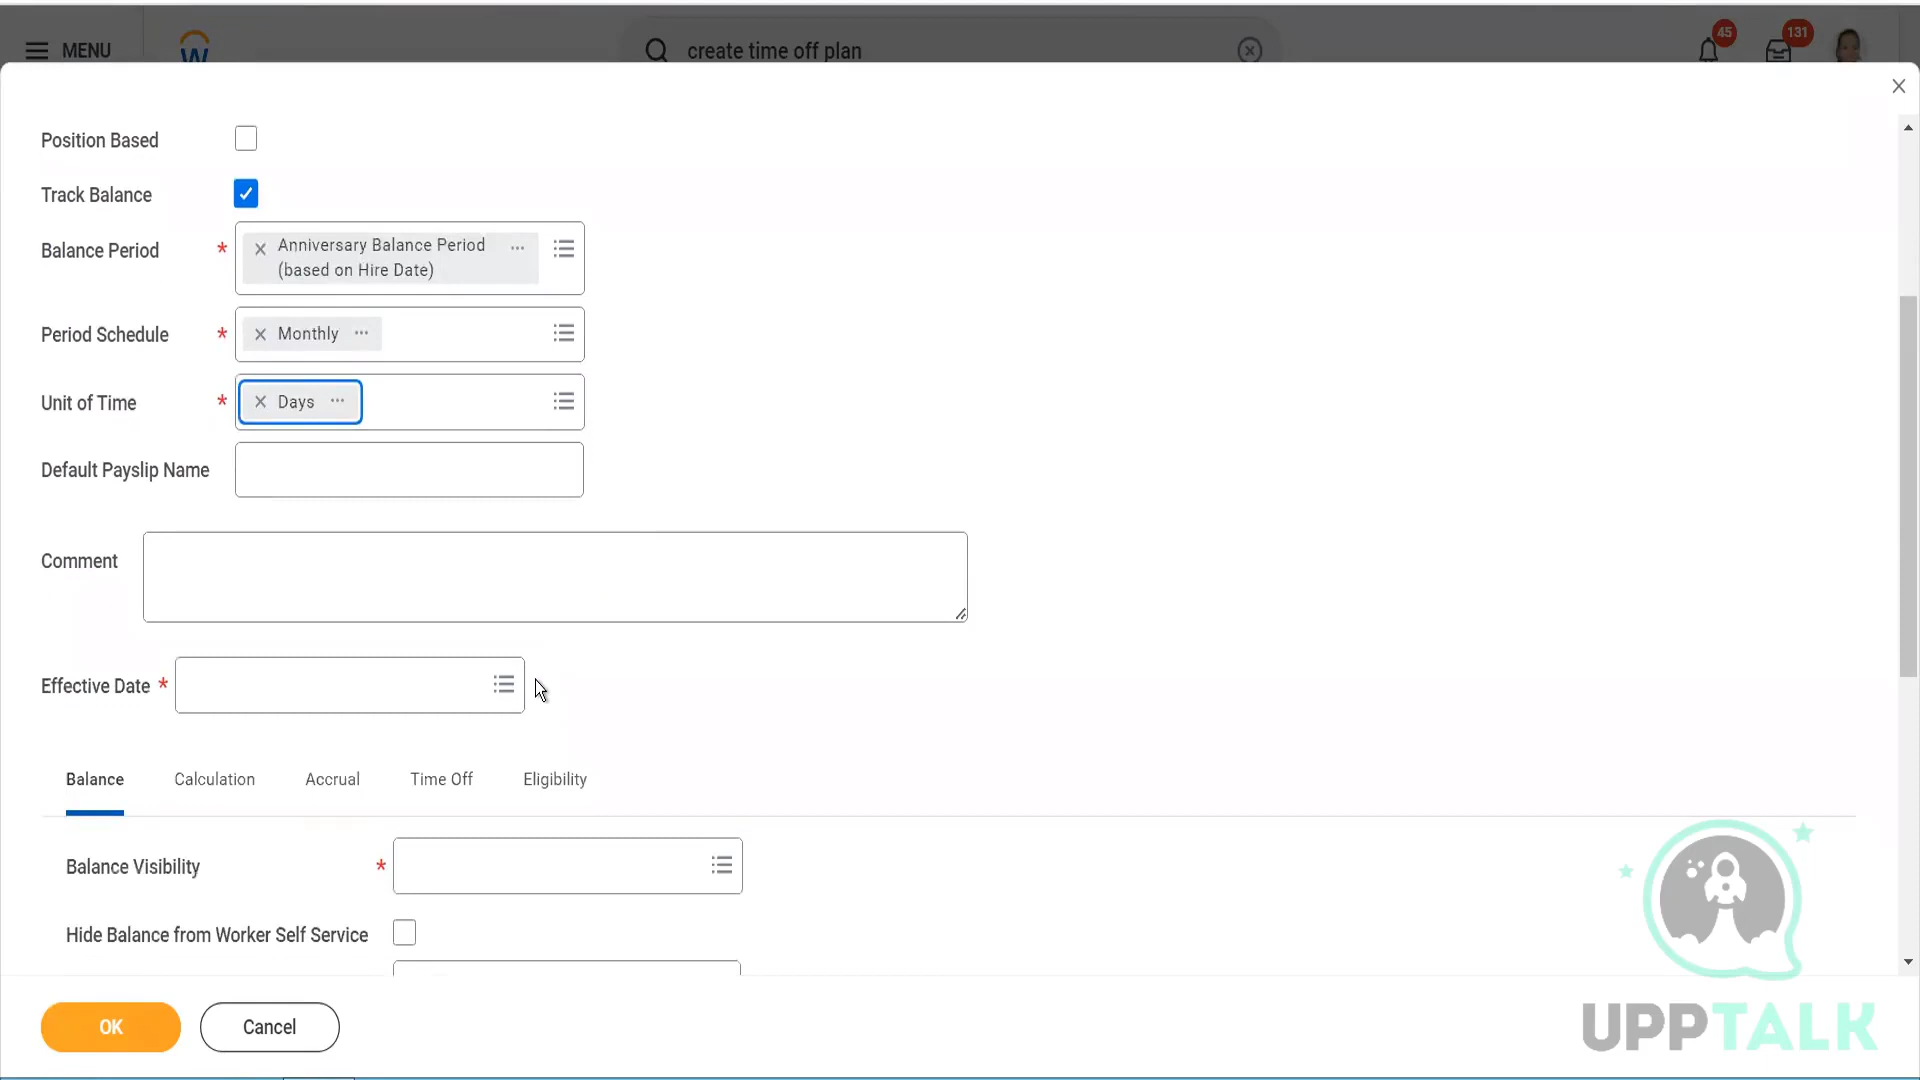 MENU
create time off plan
45
131
Position Based
Track Balance
Balance Period *
Anniversary Balance Period
(based on Hire Date)
Period Schedule *
Monthly
Unit of Time *
Days
Default Payslip Name
Comment
Effective Date *
Balance
Calculation
Accrual
Time Off
Eligibility
Balance Visibility *
Hide Balance from Worker Self Service
OK
Cancel
UPPTALK